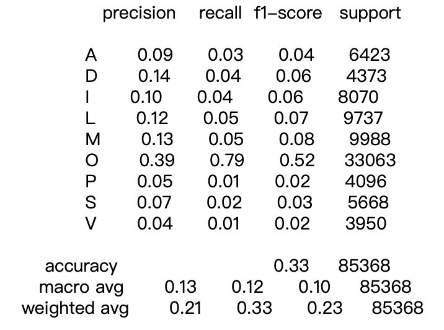 precision recall f1-score support
A 0.09 0.03 0.04 6423
D 0.14 0.04 0.06 4373
I 0.10 0.04 0.06 8070
L 0.12 0.05 0.07 9737
M 0.13 0.05 0.08 9988
O 0.39 0.79 0.52 33063
P 0.05 0.01 0.02 4096
S 0.07 0.02 0.03 5668
V 0.04 0.01 0.02 3950
accuracy 0.33 85368
macro avg 0.13 0.12 0.10 85368
weighted avg 0.21 0.33 0.23 85368